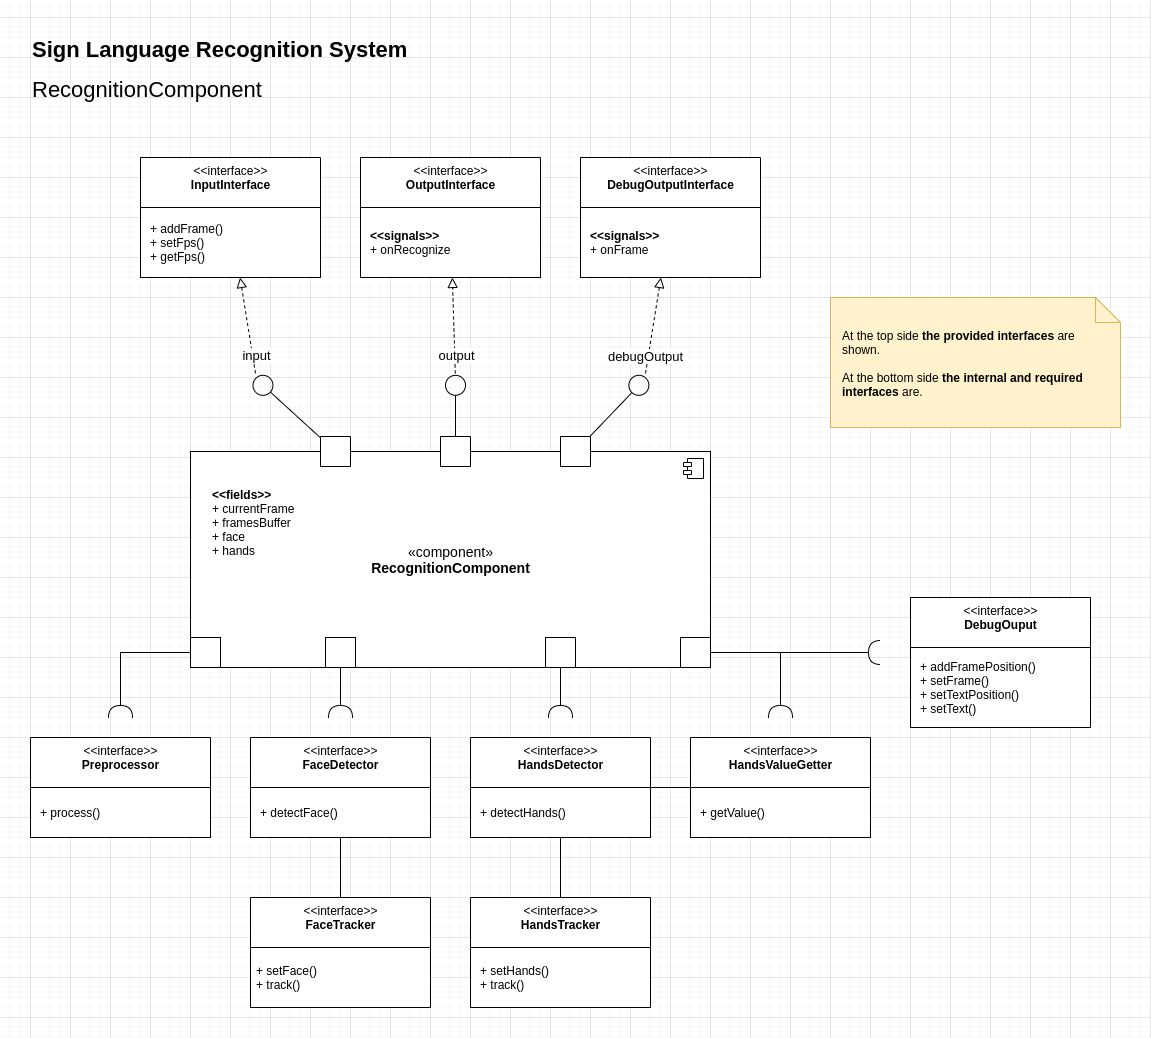 Sign Language Recognition System
RecognitionComponent
<<interface>>
InputInterface
+ addFrame()
+ setFps()
+ getFps()
<<interface>>
OutputInterface
<<signals>>
+ onRecognize
<<interface>>
DebugOutputInterface
<<signals>>
+ onFrame
At the top side the provided interfaces are
shown.
At the bottom side the internal and required
interfaces are.
input
output
debugOutput
<<fields>>
+ currentFrame
+ framesBuffer
+ face
+ hands
«component»
RecognitionComponent
<<interface>>
DebugOuput
+ addFramePosition()
+ setFrame()
+ setTextPosition()
+ setText()
<<interface>>
Preprocessor
+ process()
<<interface>>
FaceDetector
+ detectFace()
<<interface>>
HandsDetector
+ detectHands()
<<interface>>
HandsValueGetter
+ getValue()
<<interface>>
FaceTracker
+ setFace()
+ track()
<<interface>>
HandsTracker
+ setHands()
+ track()